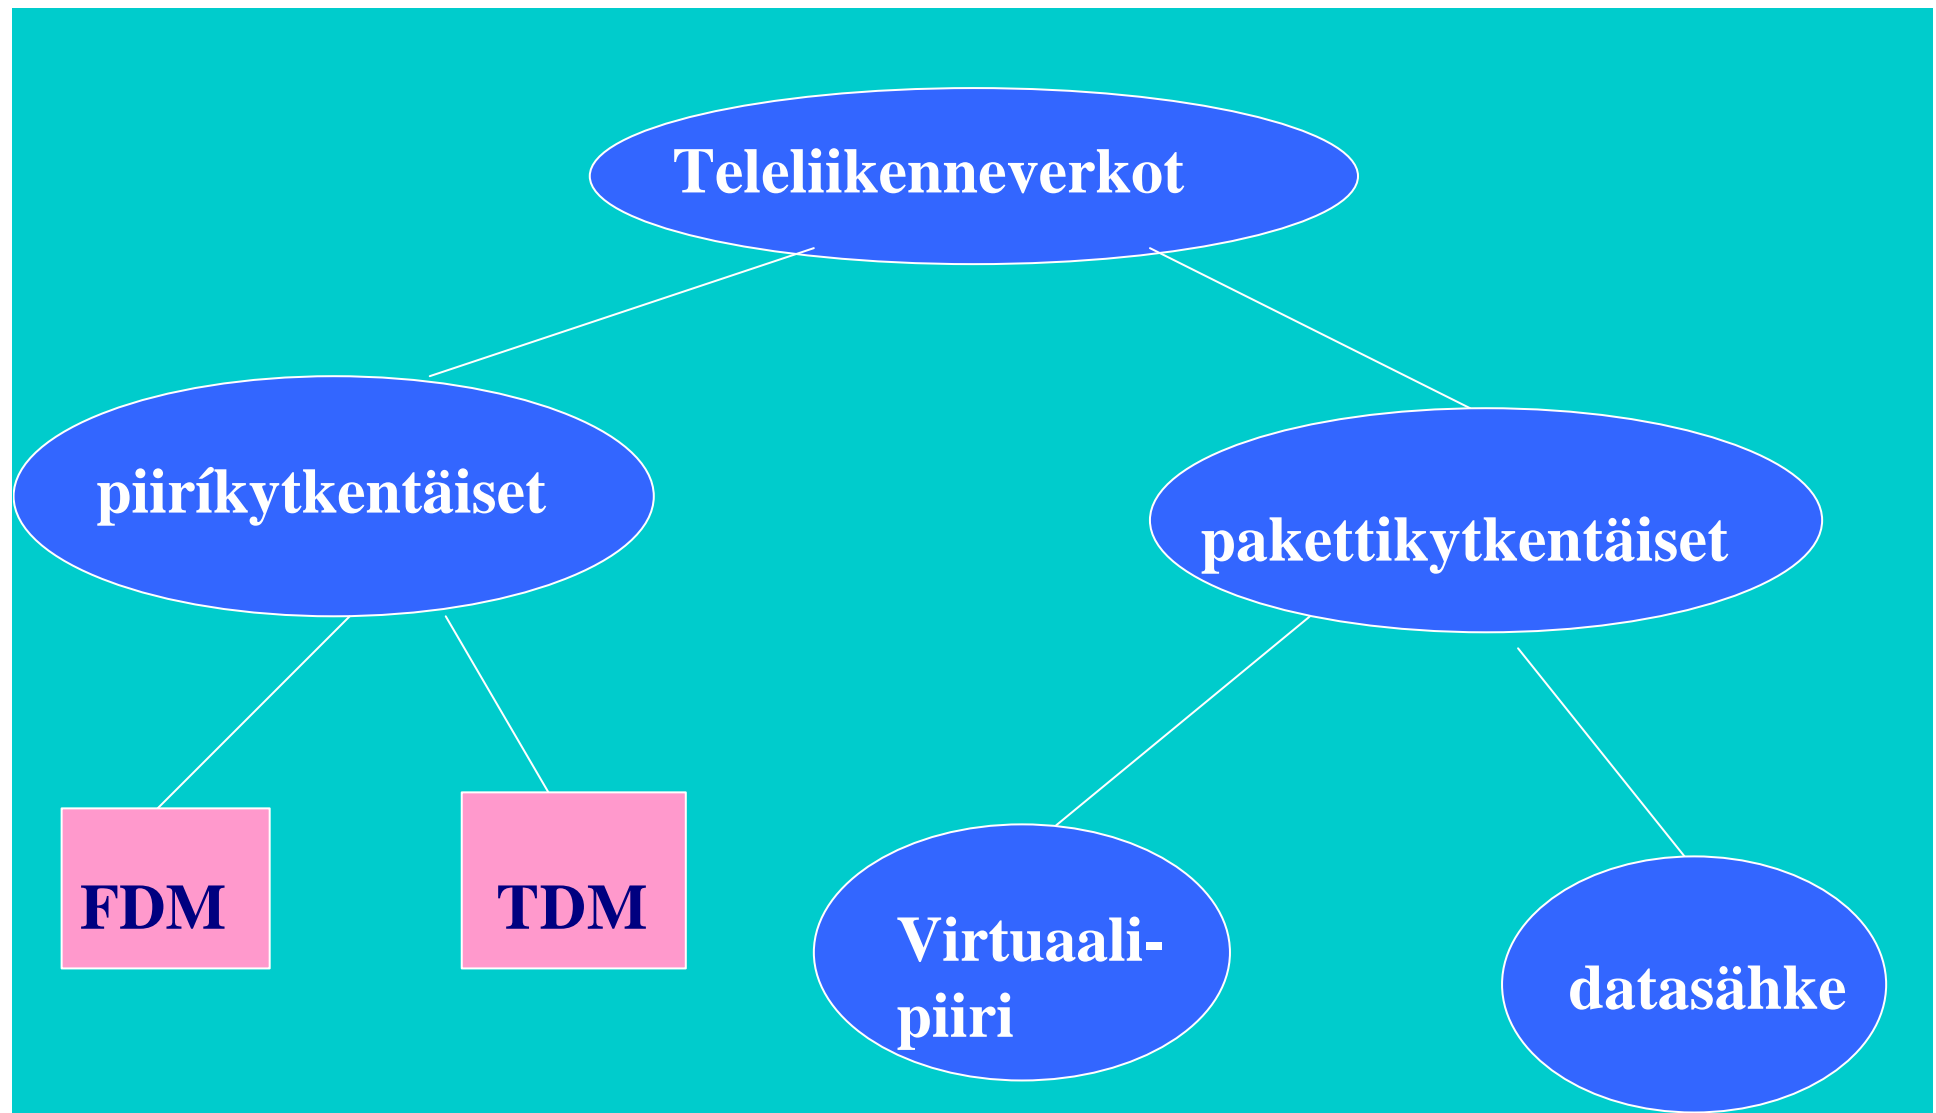 Teleliikenneverkot
piiríkytkentäiset
pakettikytkentäiset
FDM
TDM
Virtuaali-
piiri
datasähke